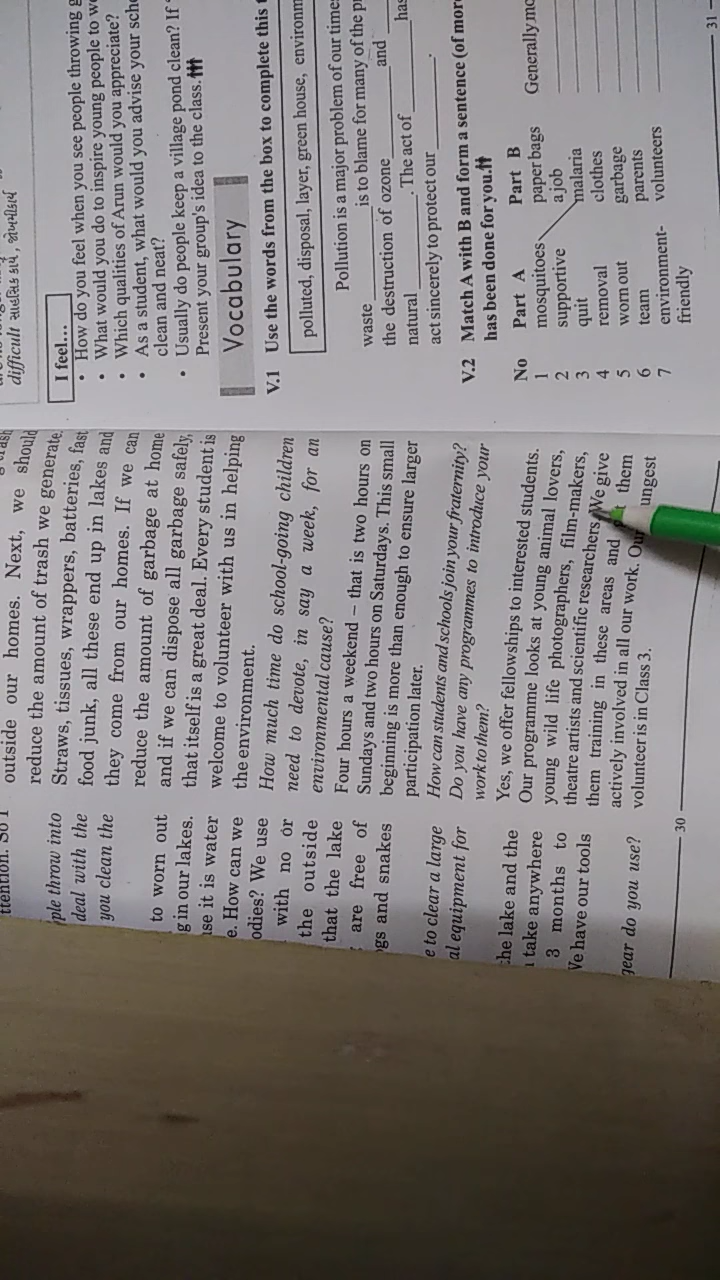 ttention. So I
ple throw into
deal with the
you clean the
to worn out
g in our lakes.
se it is water
e. How can we
odies? We use
with no or
the outside
that the lake
are free of
gs and snakes
e to clear a large
al equipment for
he lake and the
take anywhere
3 months to
We have our tools
gear do you use?
outside our homes. Next, we should
reduce the amount of trash we generate.
Straws, tissues, wrappers, batteries, fast
food junk, all these end up in lakes and
they come from our homes. If we can
reduce the amount of garbage at home
and if we can dispose all garbage safely,
that itself is a great deal. Every student is
welcome to volunteer with us in helping
the environment.
How much time do school-going children
need to devote, in say a week, for an
environmental cause?
Four hours a weekend – that is two hours on
Sundays and two hours on Saturdays. This small
beginning is more than enough to ensure larger
participation later.
How can students and schools join your fraternity?
Do you have any programmes to introduce your
work to them?
Yes, we offer fellowships to interested students.
Our programme looks at young animal lovers,
young wild life photographers, film-makers,
theatre artists and scientific researchers. We give
them training in these areas and them
actively involved in all our work. Our ungest
volunteer is in Class 3.
30
difficult સાહસિક કાર્ય, જોખમીકાર્ય
I feel...
• How do you feel when you see people throwing g
• What would you do to inspire young people to w
• Which qualities of Arun would you appreciate?
• As a student, what would you advise your scho
clean and neat?
• Usually do people keep a village pond clean? If
Present your group's idea to the class.
Vocabulary
V.1 Use the words from the box to complete this
polluted, disposal, layer, green house, environm
Pollution is a major problem of our time
waste ______ is to blame for many of the p
the destruction of ozone ______ and ______
natural ______. The act of ______ has
act sincerely to protect our ______.
V.2 Match A with B and form a sentence (of mor
has been done for you.
No Part A Part B Generally mo
1 mosquitoes paper bags
2 supportive a job
3 quit malaria
4 removal clothes
5 worn out garbage
6 team parents
7 environment- volunteers
friendly
31